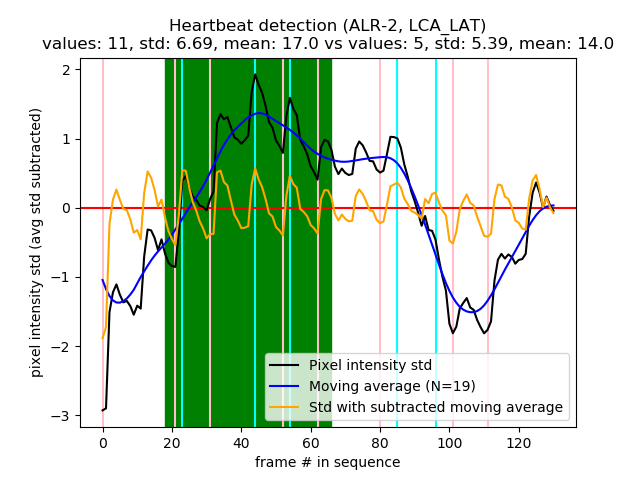 Heartbeat detection (ALR-2, LCA_LAT)
values: 11, std: 6.69, mean: 17.0 vs values: 5, std: 5.39, mean: 14.0
pixel intensity std (avg std subtracted)
2
1
0
−1
−2
−3
Pixel intensity std
Moving average (N=19)
Std with subtracted moving average
0 20 40 60 80 100 120
frame # in sequence